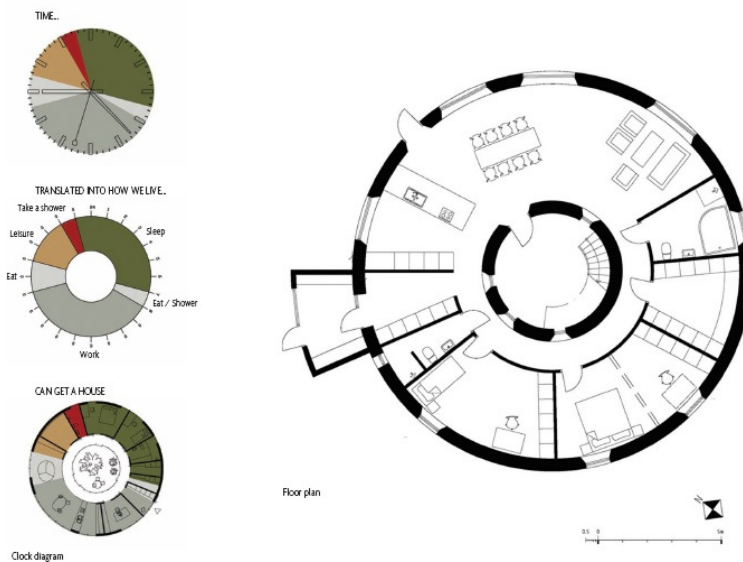 TIME...
TRANSLATED INTO HOW WE LIVE...
Take a shower
Leisure
Sleep
Eat
Eat / Shower
Work
CAN GET A HOUSE
Clock diagram
Floor plan
N
0.5 0 5m